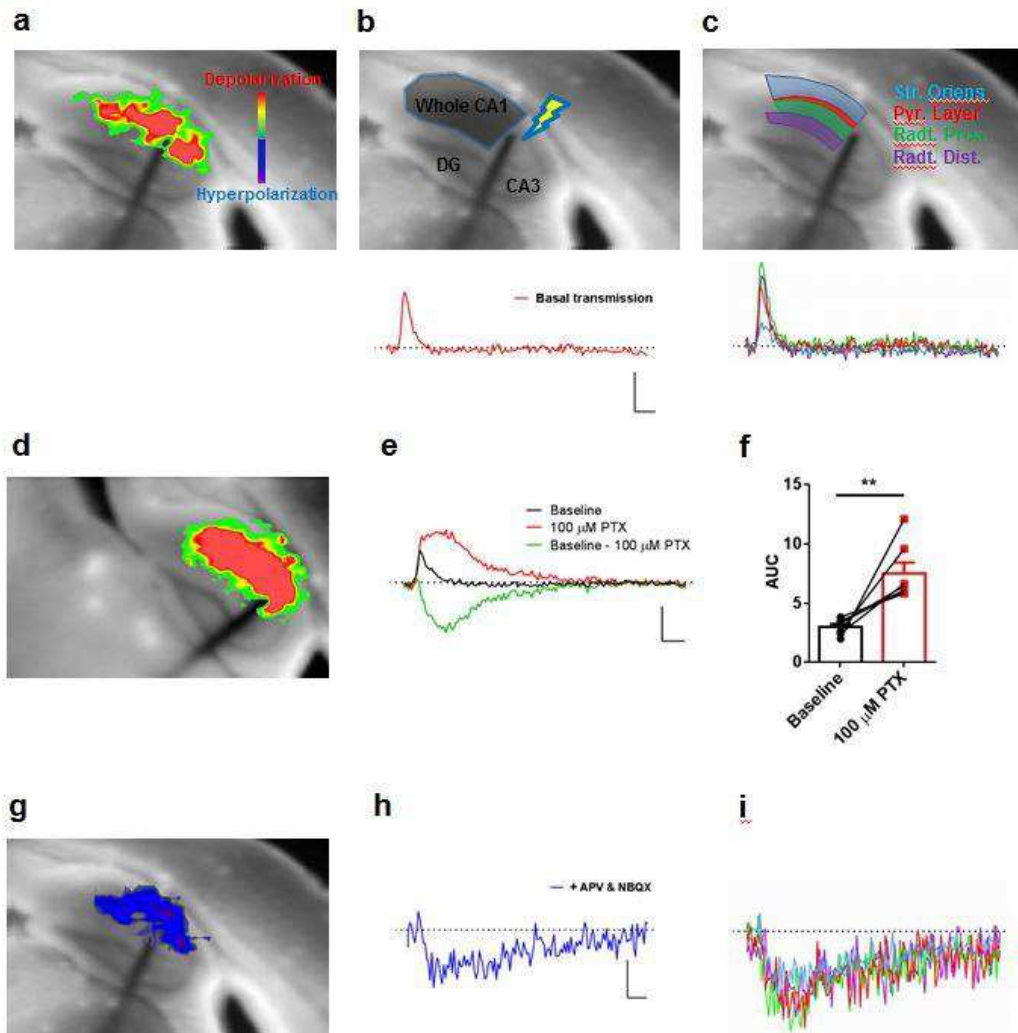 a
Depolarization
Hyperpolarization
b
Whole CA1
DG
CA3
Basal transmission
c
Str. Oriens
Pyr. Layer
Radt. Prox.
Radt. Dist.
d
e
Baseline
100 µM PTX
Baseline - 100 µM PTX
f
**
15
10
5
0
AUC
Baseline
100 µM PTX
g
h
+ APV & NBQX
i